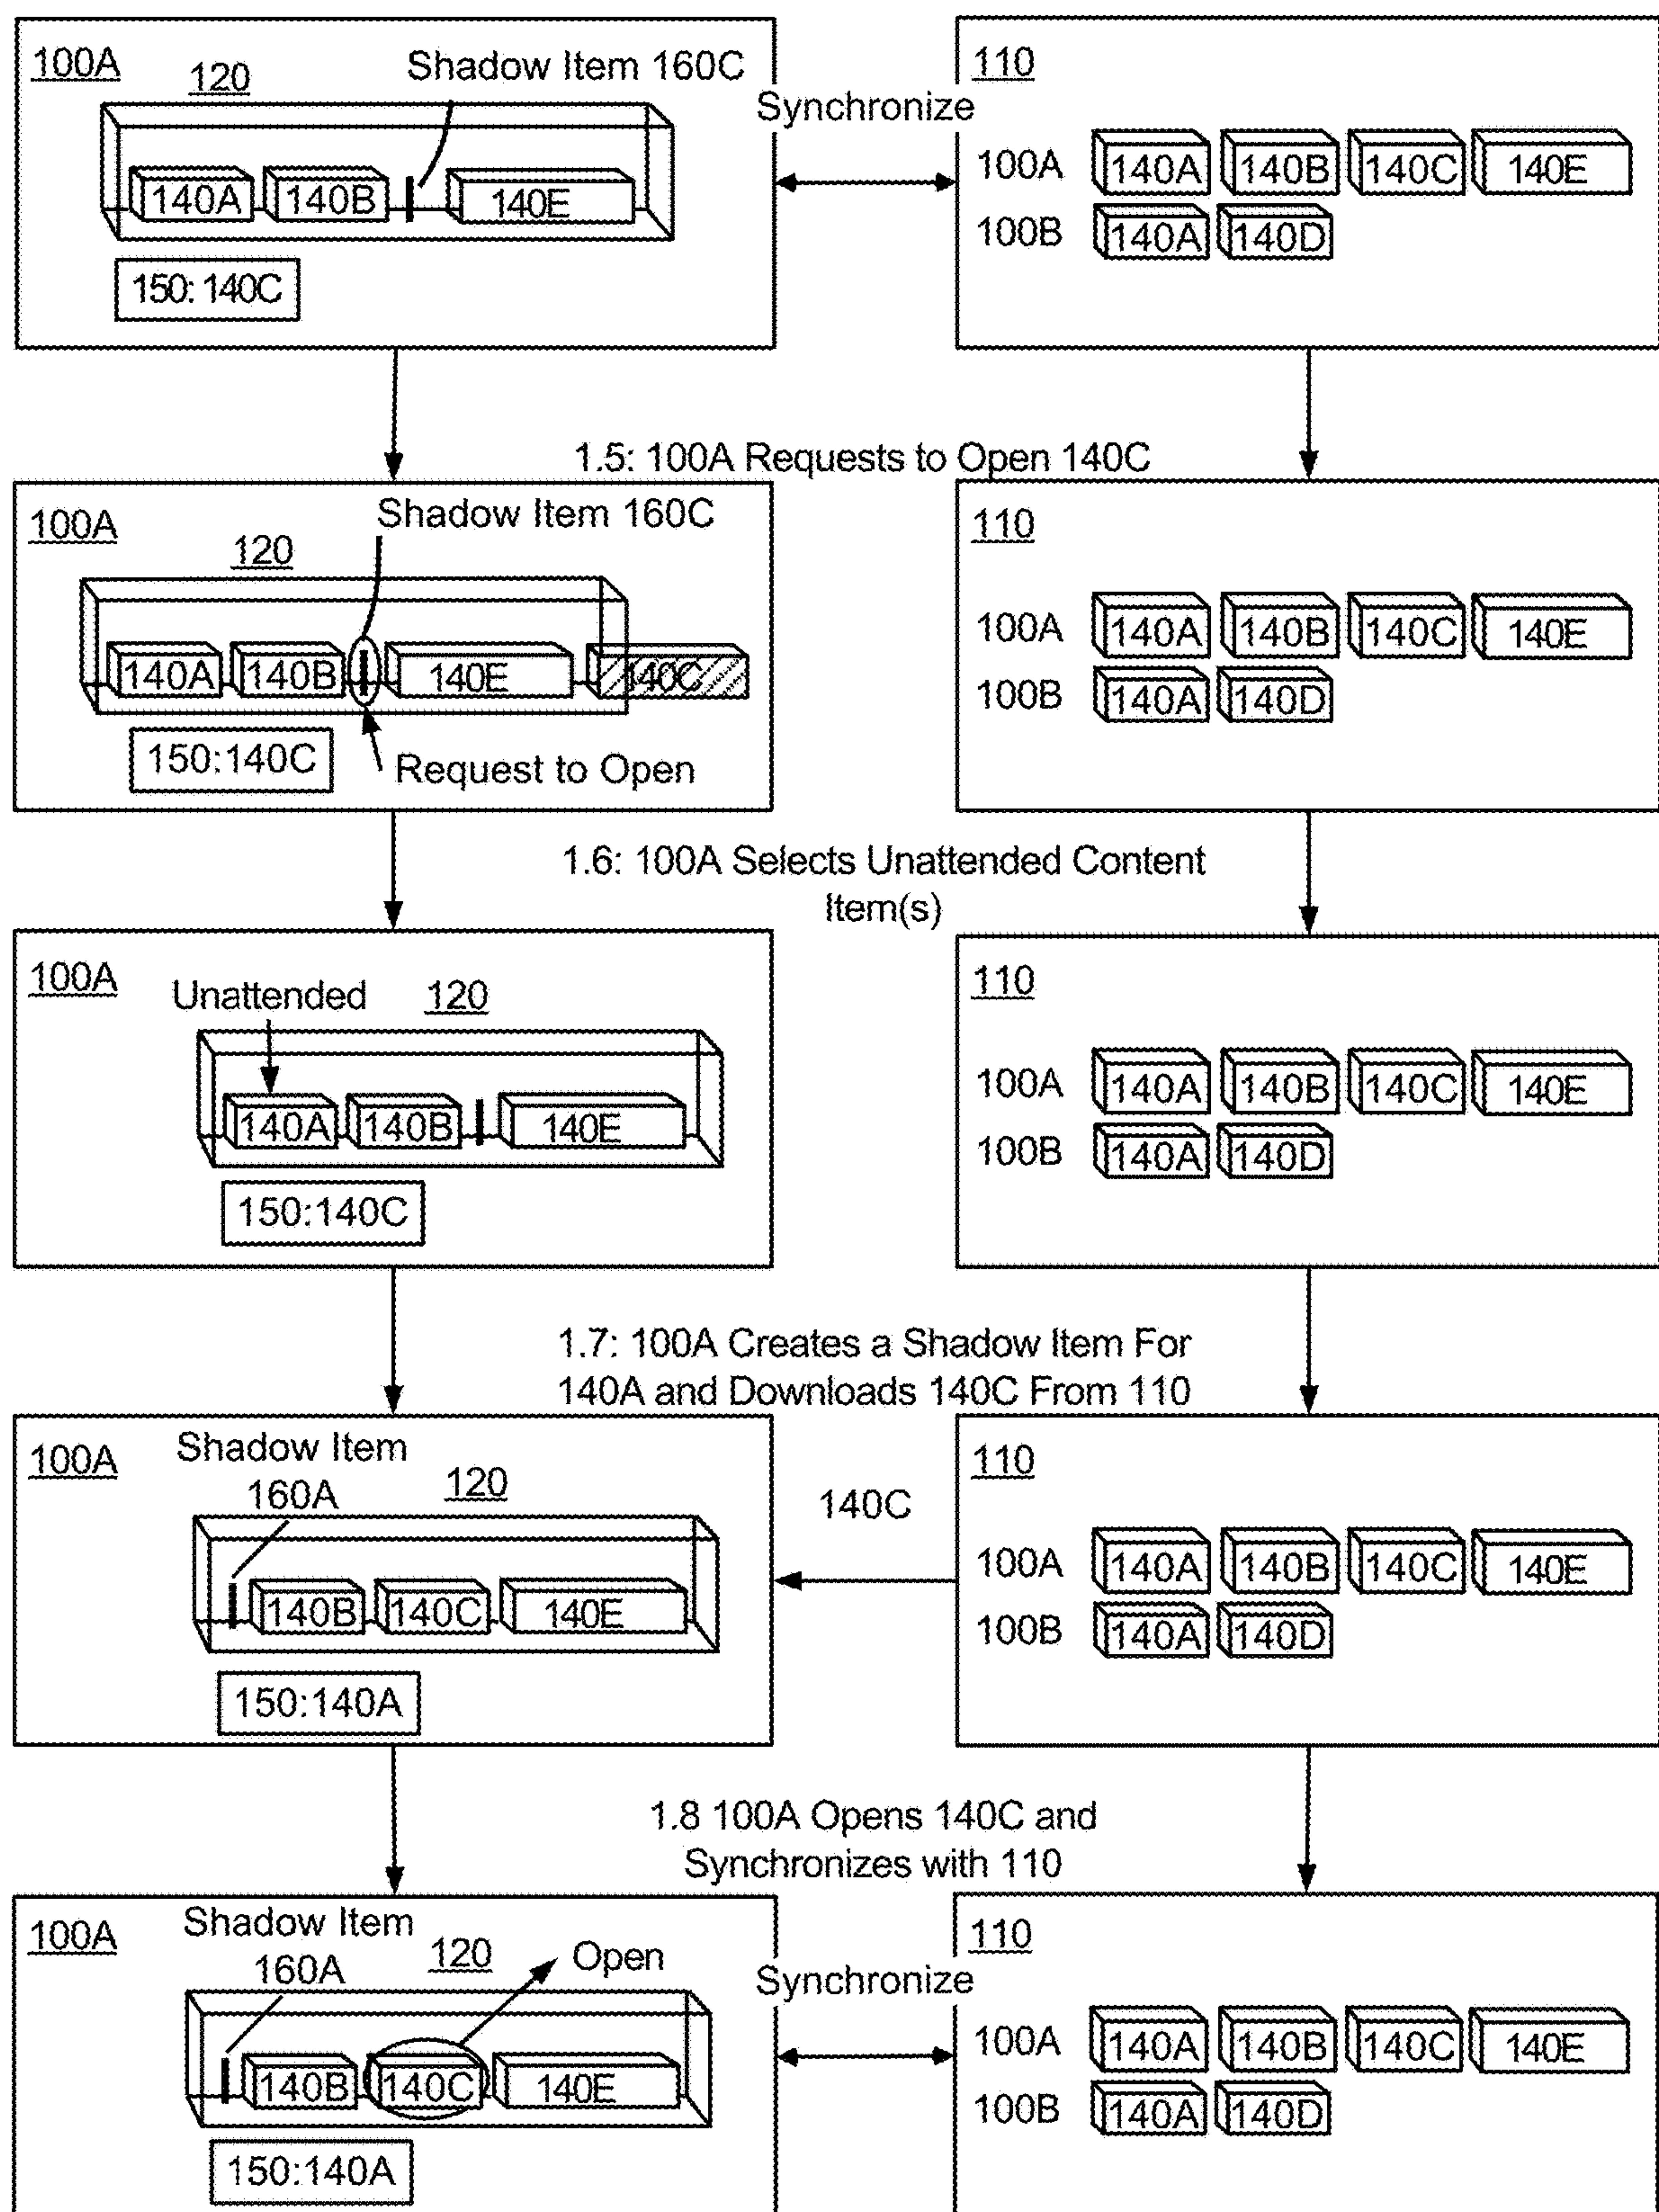 100A
120
Shadow Item 160C
140A
140B
140E
150:140C
Synchronize
110
100A 140A 140B 140C 140E
100B 140A 140D
1.5: 100A Requests to Open 140C
100A
Shadow Item 160C
120
140A
140B
140E
140C
150:140C
Request to Open
110
100A 140A 140B 140C 140E
100B 140A 140D
1.6: 100A Selects Unattended Content
Item(s)
100A
Unattended
120
140A
140B
140E
150:140C
110
100A 140A 140B 140C 140E
100B 140A 140D
1.7: 100A Creates a Shadow Item For
140A and Downloads 140C From 110
100A
Shadow Item
160A
120
140B
140C
140E
150:140A
140C
110
100A 140A 140B 140C 140E
100B 140A 140D
1.8 100A Opens 140C and
Synchronizes with 110
100A
Shadow Item
160A
120
Open
140B
140C
140E
150:140A
Synchronize
110
100A 140A 140B 140C 140E
100B 140A 140D